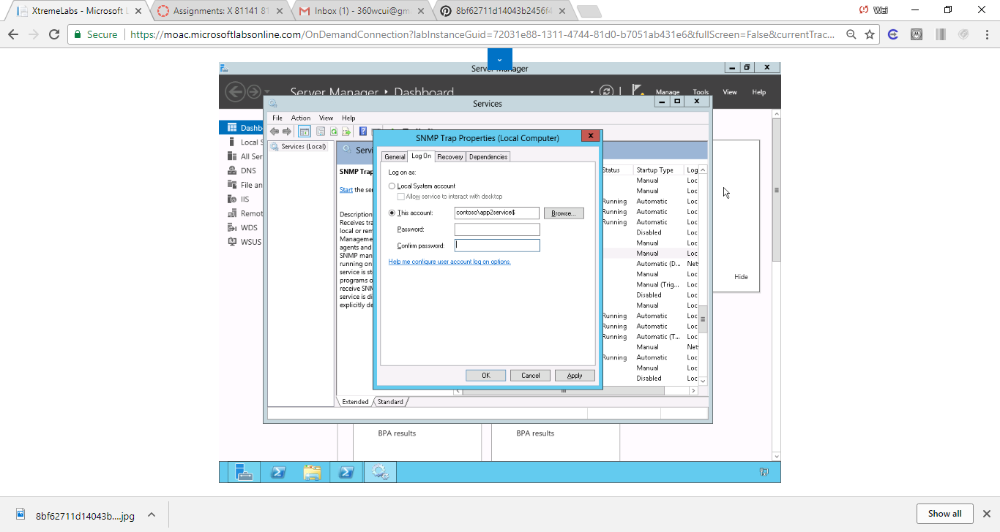 XtremeLabs - Microsoft L
Assignments: X 81141 81
Inbox (1) - 360wcui@gm
8bf62711d14043b2456f4
Wei
Secure
https://moac.microsoftlabsonline.com/OnDemandConnection?labInstanceGuid=72031e88-1311-4744-81d0-b7051ab431e6&fullScreen=False&currentTrac...
Server Manager
Server Manager • Dashboard
Manage Tools View Help
Services
File Action View Help
Dashb
Local S
All Ser
DNS
File an
IIS
Remot
WDS
WSUS
Services (Local)
Servi
SNMP Trap
Start the ser
Description
Receives tra
local or rem
Manageme
agents and
SNMP man
running on
service is st
programs o
receive SNM
service is di
explicitly de
SNMP Trap Properties (Local Computer)
General Log On Recovery Dependencies
Log on as:
Local System account
Allow service to interact with desktop
This account: contoso\app2service$ Browse...
Password:
Confirm password:
Help me configure user account log on options.
OK Cancel Apply
Status Startup Type Log
Manual Loc
Manual Loc
Running Automatic Loc
Running Automatic Loc
Running Automatic Loc
Disabled Loc
Manual Loc
Manual Loc
Automatic (D... Net
Manual Loc
Manual (Trig... Loc
Disabled Loc
Manual Loc
Running Automatic Loc
Running Automatic Loc
Running Automatic (T... Loc
Manual Net
Running Automatic Loc
Manual Loc
Disabled Loc
Hide
Extended Standard
BPA results
BPA results
8bf62711d14043b....jpg
Show all